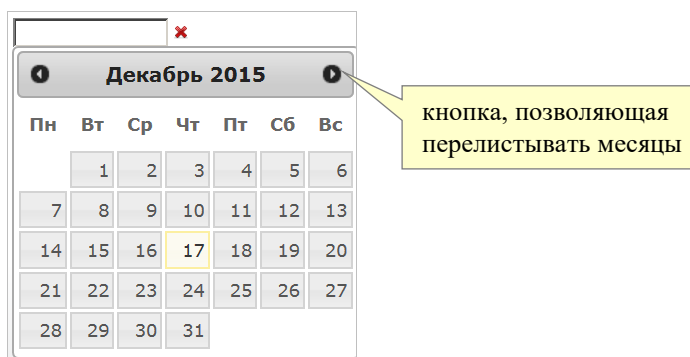 Декабрь 2015
кнопка, позволяющая
перелистывать месяцы
Пн Вт Ср Чт Пт Сб Вс
1 2 3 4 5 6
7 8 9 10 11 12 13
14 15 16 17 18 19 20
21 22 23 24 25 26 27
28 29 30 31